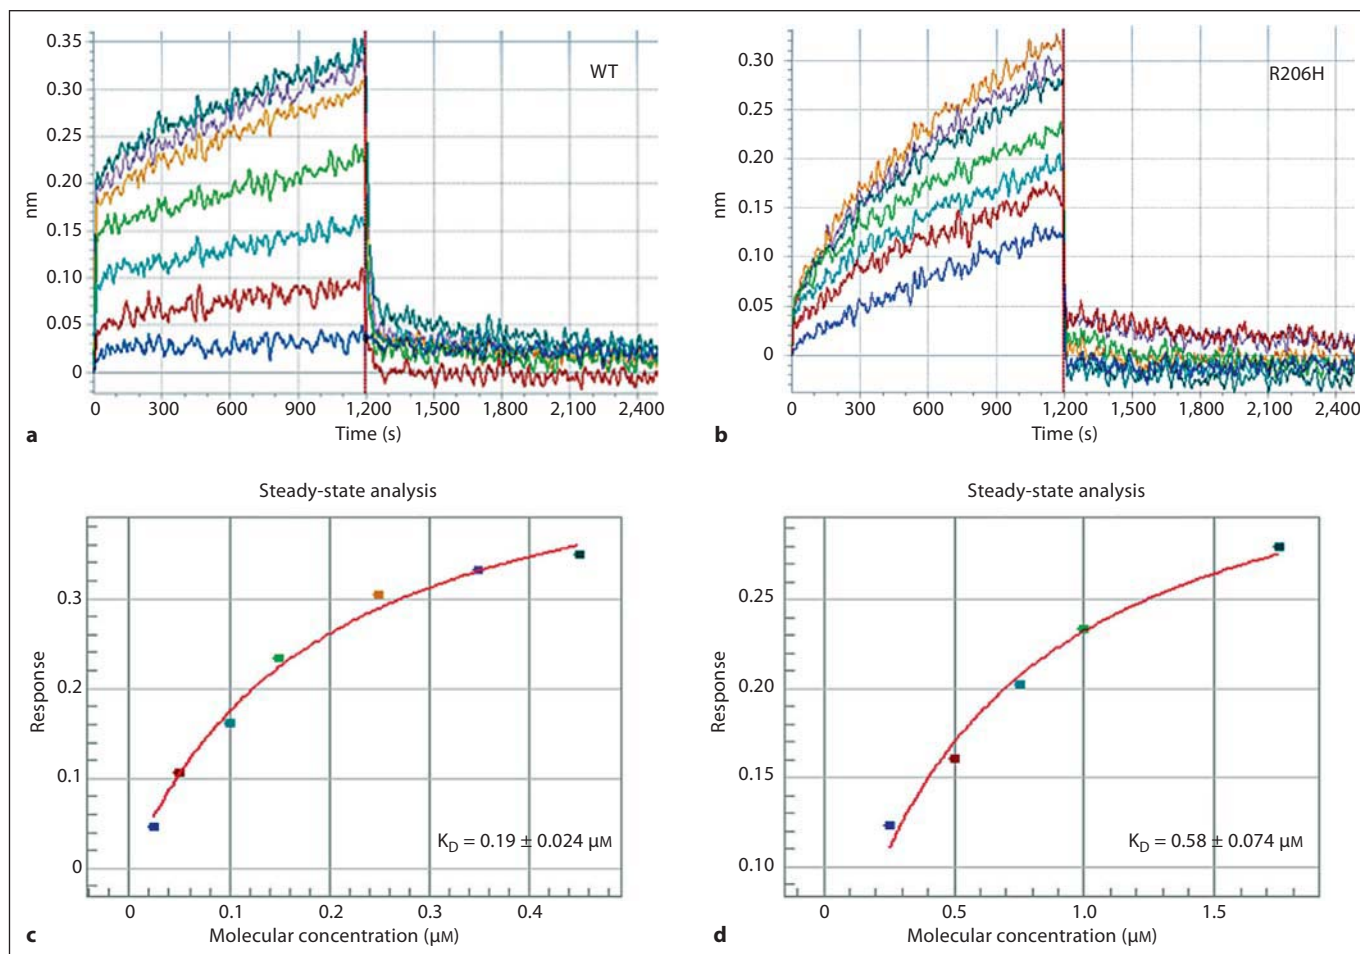 0.35
0.30
0.25
0.20
0.15
0.10
0.05
0
nm
WT
0 300 600 900 1,200 1,500 1,800 2,100 2,400
Time (s)
a
0.30
0.25
0.20
0.15
0.10
0.05
0
nm
R206H
0 300 600 900 1,200 1,500 1,800 2,100 2,400
Time (s)
b
Steady-state analysis
0.3
0.2
0.1
0
Response
K_D = 0.19 ± 0.024 μM
0 0.1 0.2 0.3 0.4
Molecular concentration (μM)
c
Steady-state analysis
0.25
0.20
0.15
0.10
Response
K_D = 0.58 ± 0.074 μM
0 0.5 1.0 1.5
Molecular concentration (μM)
d